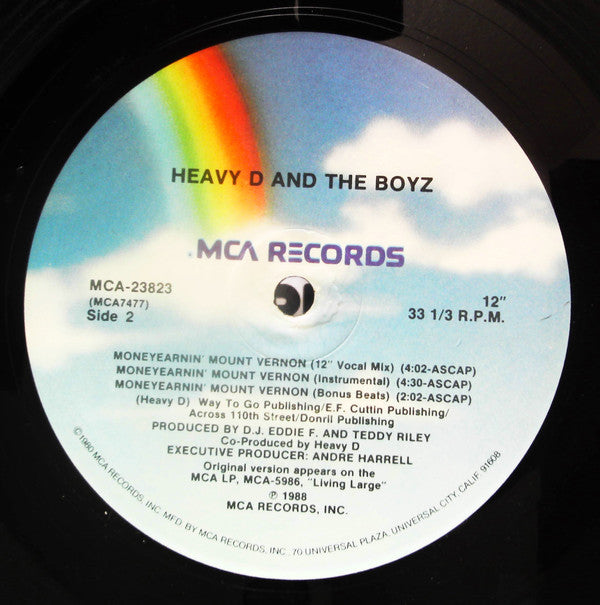 HEAVY D AND THE BOYZ
MCA RECORDS
MCA-23823
(MCA7477)
Side 2
12"
33 1/3 R.P.M.
MONEYEARNIN' MOUNT VERNON (12" Vocal Mix) (4:02-ASCAP)
MONEYEARNIN' MOUNT VERNON (Instrumental) (4:30-ASCAP)
MONEYEARNIN' MOUNT VERNON (Bonus Beats) (2:02-ASCAP)
(Heavy D) Way To Go Publishing/E.F. Cuttin Publishing/
Across 110th Street/Donril Publishing
PRODUCED BY D.J. EDDIE F. AND TEDDY RILEY
Co-Produced by Heavy D
EXECUTIVE PRODUCER: ANDRE HARRELL
Original version appears on the
MCA LP, MCA-5986, "Living Large"
℗ 1988
MCA RECORDS, INC.
©1980 MCA RECORDS, INC. MFD. BY MCA RECORDS, INC. 70 UNIVERSAL PLAZA, UNIVERSAL CITY, CALIF. 91608